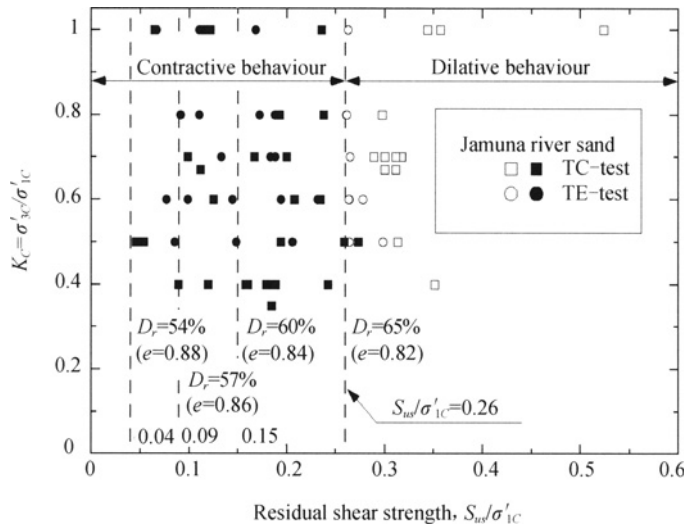 1
Contractive behaviour
Dilative behaviour
0.8
Jamuna river sand
TC-test
TE-test
0.6
K_C=σ′_3C/σ′_1C
0.4
D_r=54%
(e=0.88)
D_r=60%
(e=0.84)
D_r=65%
(e=0.82)
D_r=57%
(e=0.86)
0.2
S_us/σ′_1C=0.26
0.04 0.09 0.15
0
0 0.1 0.2 0.3 0.4 0.5 0.6
Residual shear strength, S_us/σ′_1C